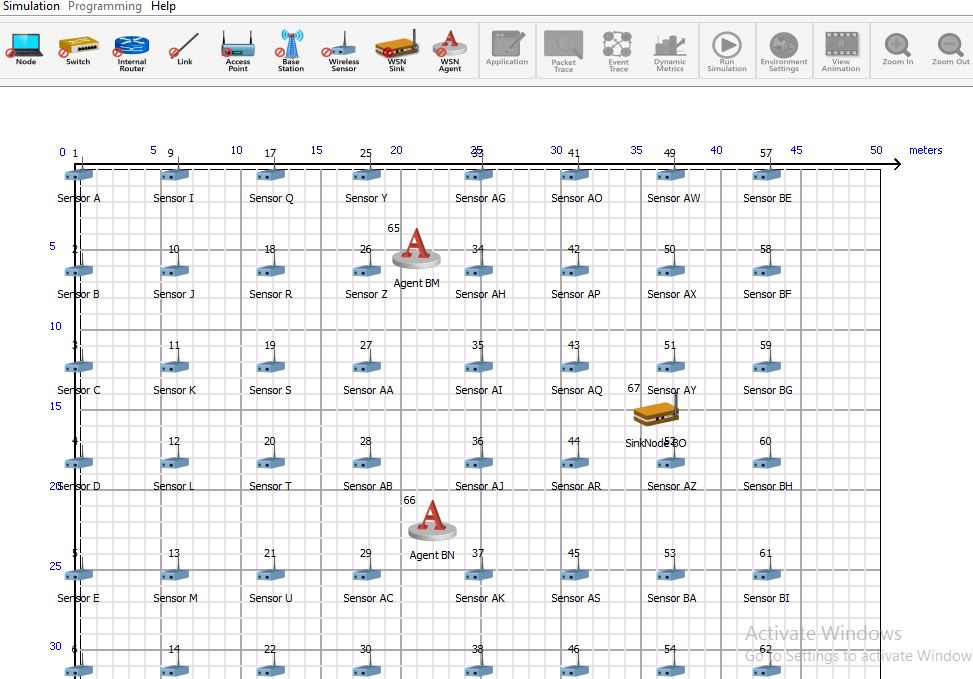 Simulation Programming Help
Node Switch Internal Router Link Access Point Base Station Wireless Sensor WSN Sink WSN Agent Application Packet Trace Event Trace Dynamic Metrics Run Simulation Environment Settings View Animation Zoom In Zoom Out
0 5 10 15 20 25 30 35 40 45 50 meters
1 9 17 25 33 41 49 57
Sensor A Sensor I Sensor Q Sensor Y Sensor AG Sensor AO Sensor AW Sensor BE
65
5
2 10 18 26 34 42 50 58
Agent BM
Sensor B Sensor J Sensor R Sensor Z Sensor AH Sensor AP Sensor AX Sensor BF
10
3 11 19 27 35 43 51 59
Sensor C Sensor K Sensor S Sensor AA Sensor AI Sensor AQ 67 Sensor AY Sensor BG
15
4 12 20 28 36 44 52 60
SinkNode BO
20
Sensor D Sensor L Sensor T Sensor AB Sensor AJ Sensor AR Sensor AZ Sensor BH
66
5 13 21 29 37 45 53 61
Agent BN
25
Sensor E Sensor M Sensor U Sensor AC Sensor AK Sensor AS Sensor BA Sensor BI
30
6 14 22 30 38 46 54 62
Activate Windows
Go to Settings to activate Window